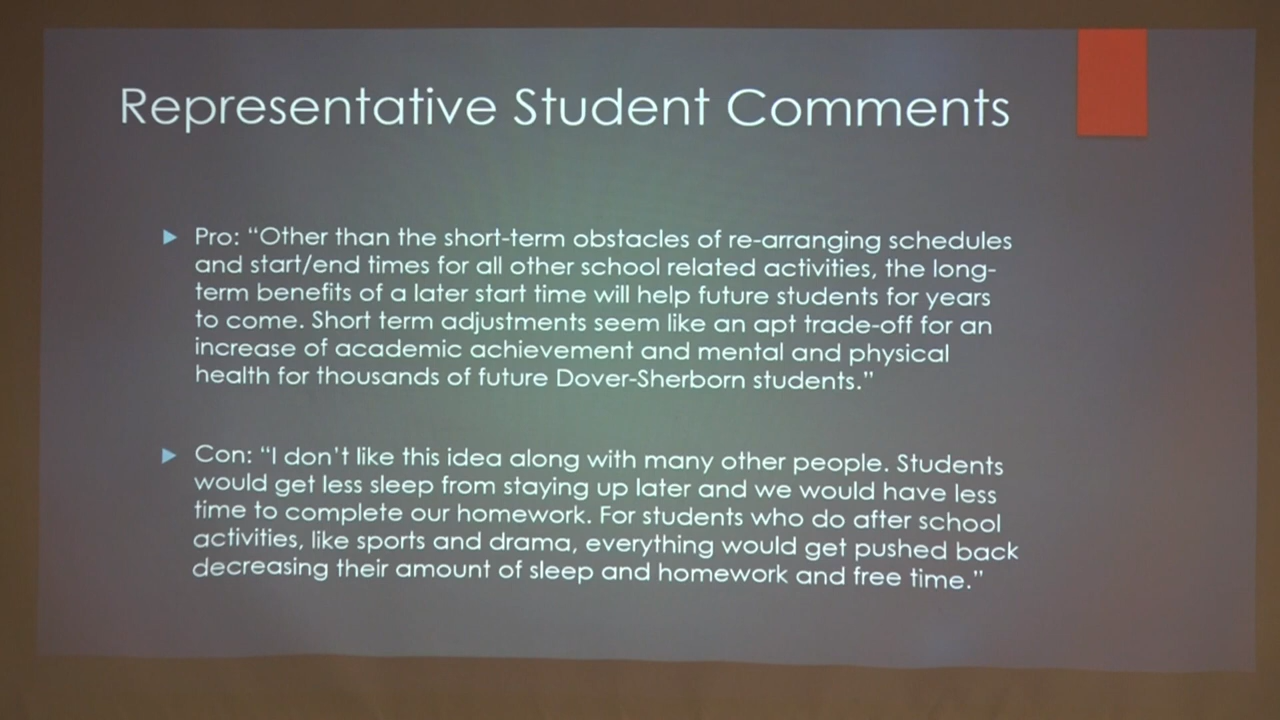 Representative Student Comments
Pro: “Other than the short-term obstacles of re-arranging schedules
and start/end times for all other school related activities, the long-
term benefits of a later start time will help future students for years
to come. Short term adjustments seem like an apt trade-off for an
increase of academic achievement and mental and physical
health for thousands of future Dover-Sherborn students.”
Con: “I don’t like this idea along with many other people. Students
would get less sleep from staying up later and we would have less
time to complete our homework. For students who do after school
activities, like sports and drama, everything would get pushed back
decreasing their amount of sleep and homework and free time.”